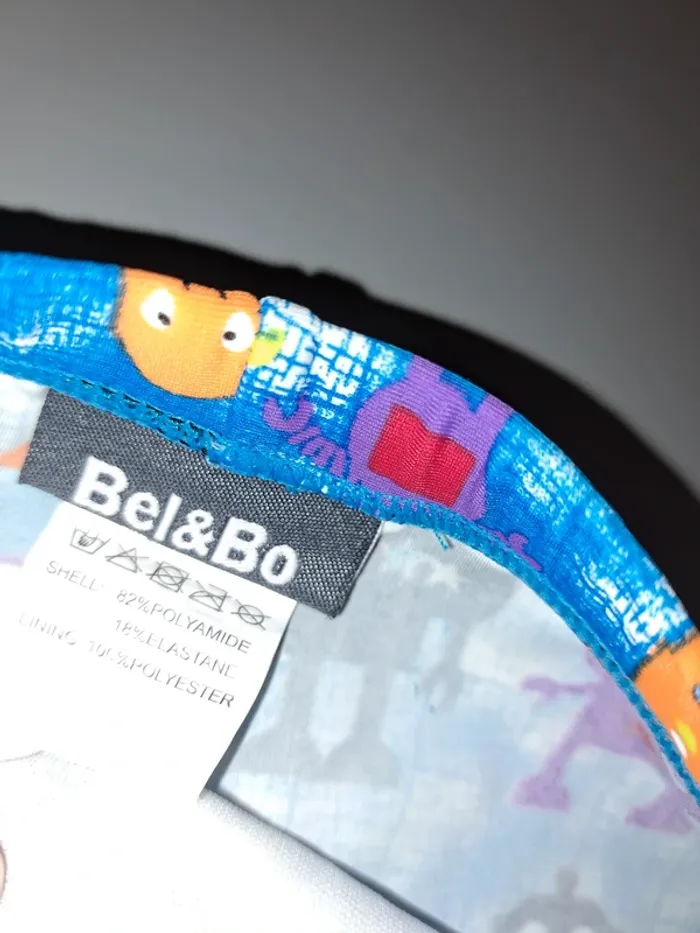 Bel&Bo
SHELL: 82%POLYAMIDE
18%ELASTANE
LINING: 100%POLYESTER